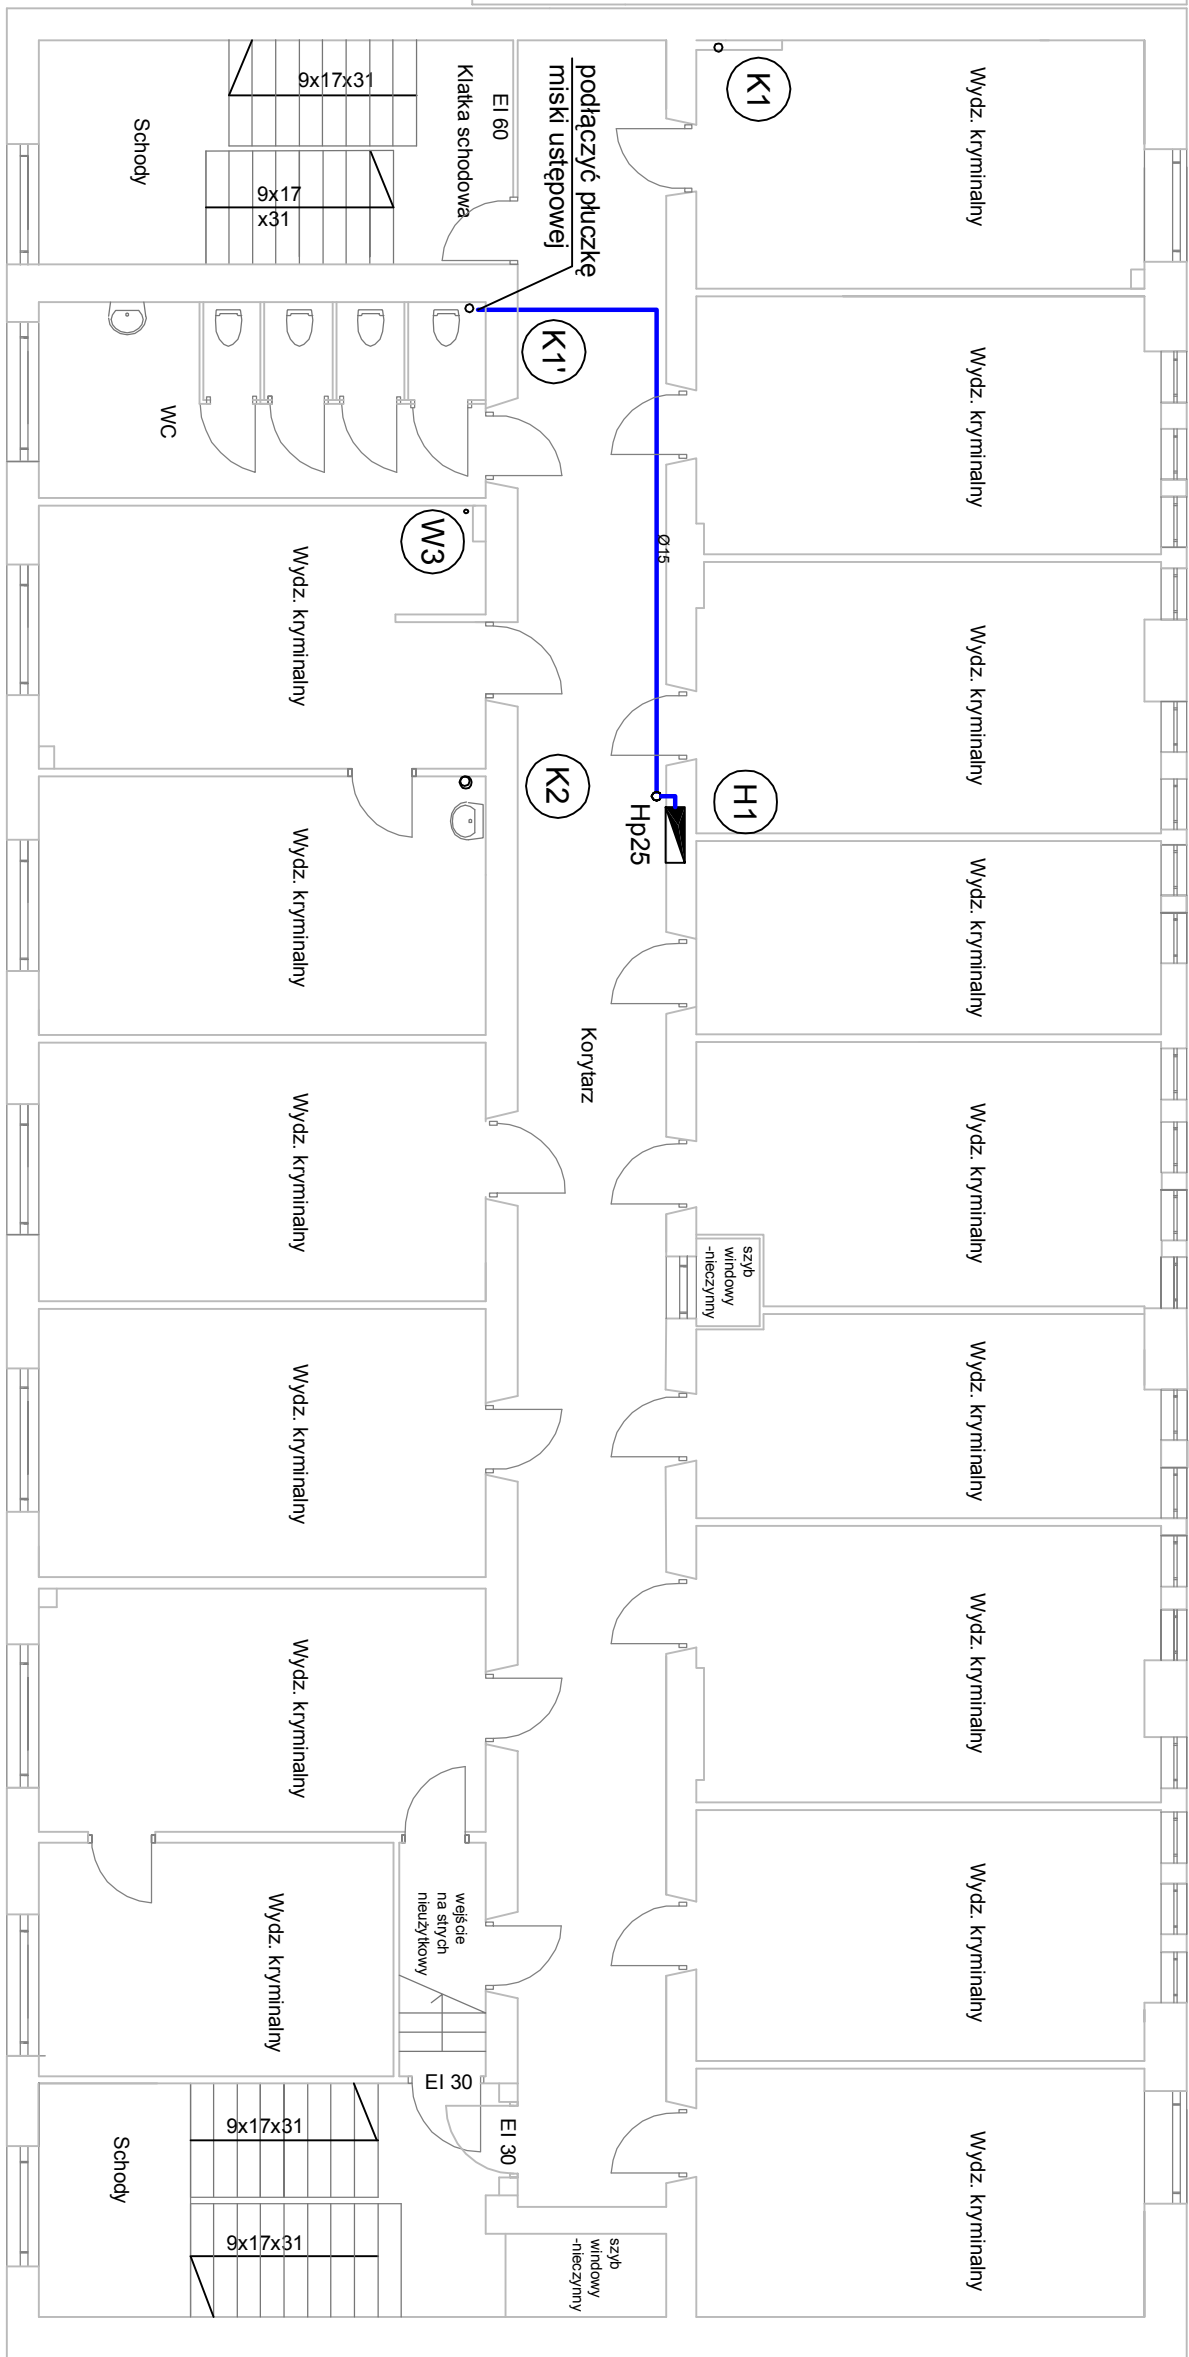 Schody
9x17x31
9x17
x31
Klatka schodowa
EI 60
podłączyć płuczkę
miski ustępowej
K1
Wydz. kryminalny
WC
K1'
Wydz. kryminalny
W3
Wydz. kryminalny
Ø15
Wydz. kryminalny
K2
H1
Hp25
Wydz. kryminalny
Wydz. kryminalny
Korytarz
Wydz. kryminalny
Wydz. kryminalny
szyb
windowy
-nieczynny
Wydz. kryminalny
Wydz. kryminalny
Wydz. kryminalny
Wydz. kryminalny
Wydz. kryminalny
wejście
na strych
nieużytkowy
Wydz. kryminalny
EI 30
EI 30
Schody
9x17x31
9x17x31
szyb
windowy
-nieczynny
Wydz. kryminalny